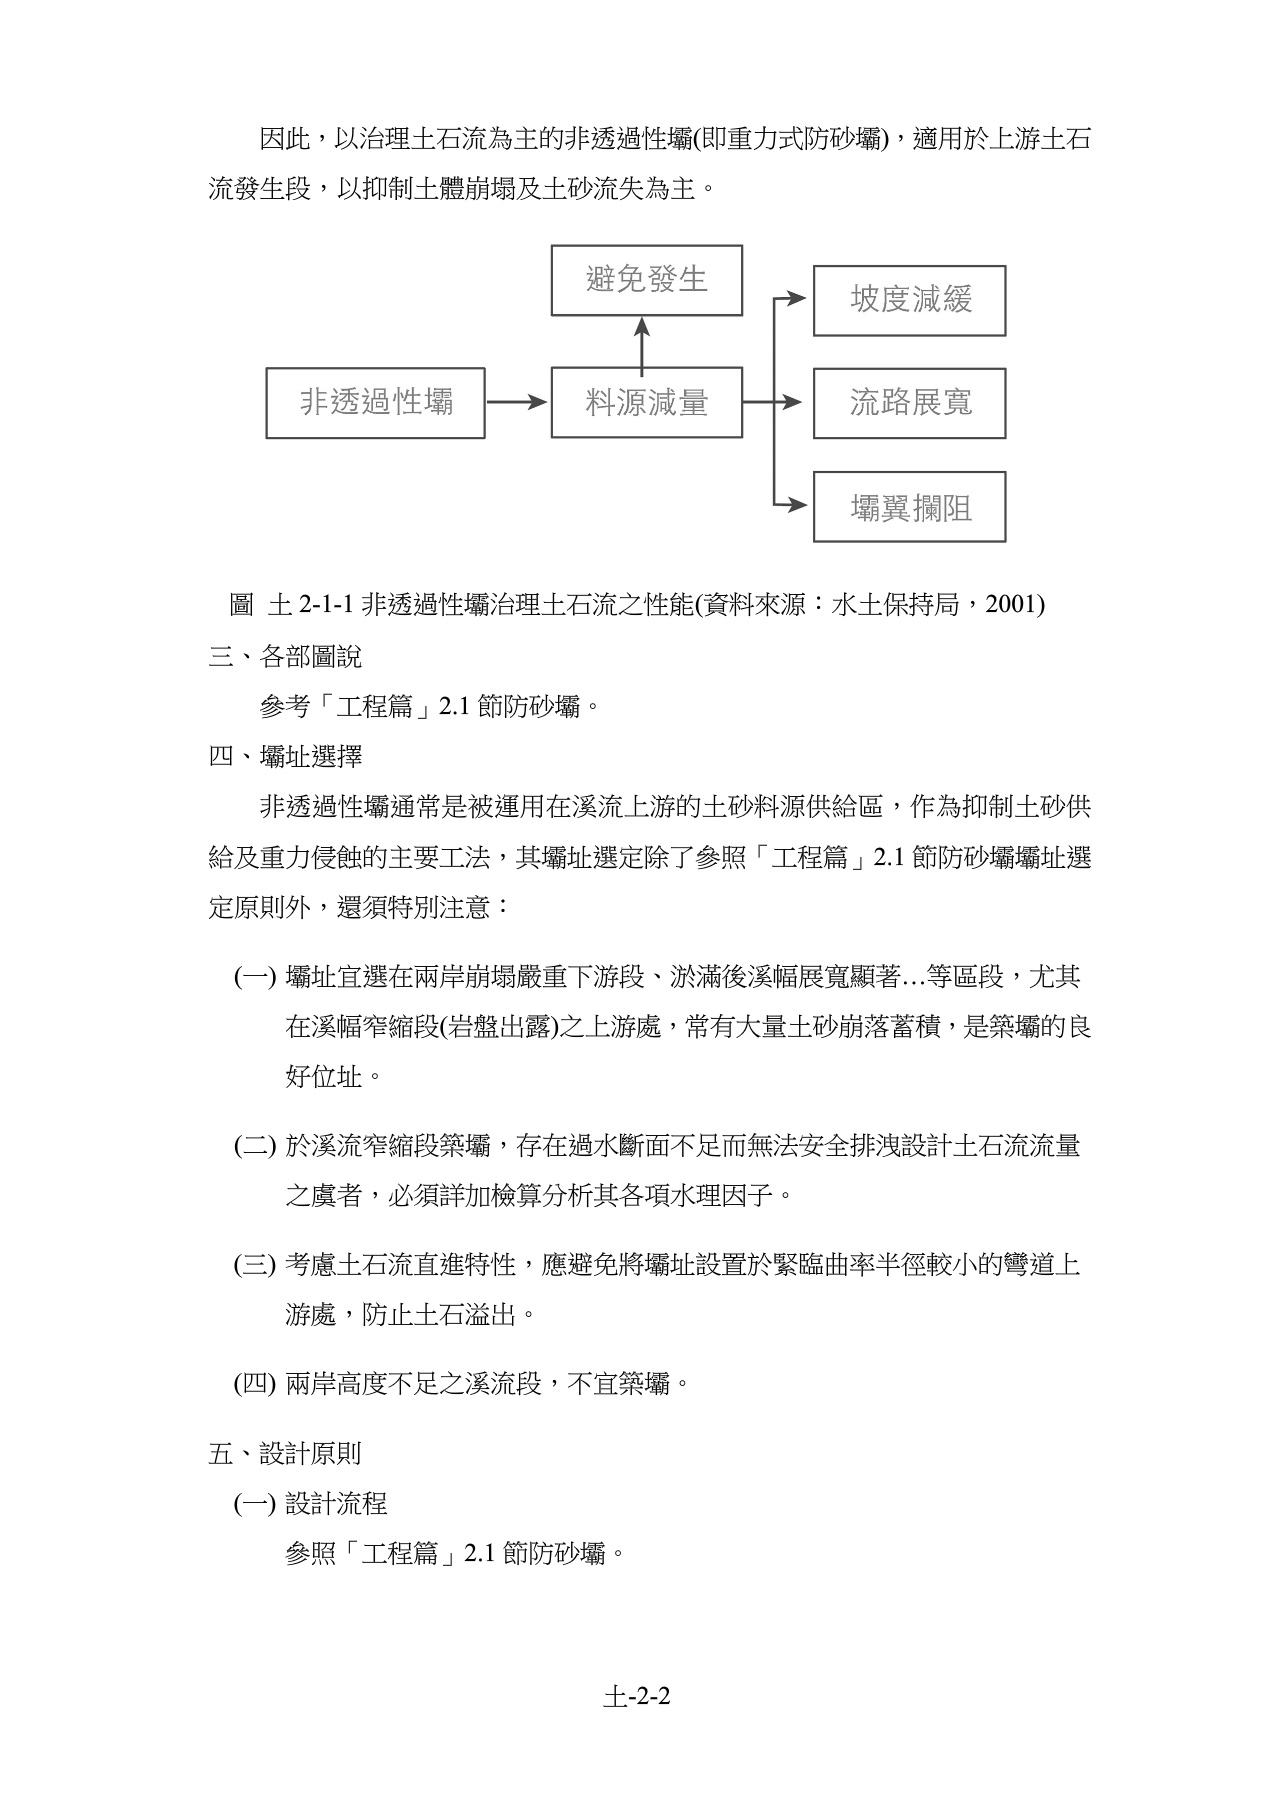 因此，以治理土石流為主的非透過性壩(即重力式防砂壩)，適用於上游土石
流發生段，以抑制土體崩塌及土砂流失為主。
避免發生
坡度減緩
非透過性壩
料源減量
流路展寬
壩翼攔阻
圖 土 2-1-1 非透過性壩治理土石流之性能(資料來源：水土保持局，2001)
三、各部圖說
參考「工程篇」2.1 節防砂壩。
四、壩址選擇
非透過性壩通常是被運用在溪流上游的土砂料源供給區，作為抑制土砂供
給及重力侵蝕的主要工法，其壩址選定除了參照「工程篇」2.1 節防砂壩壩址選
定原則外，還須特別注意：
(一) 壩址宜選在兩岸崩塌嚴重下游段、淤滿後溪幅展寬顯著…等區段，尤其
在溪幅窄縮段(岩盤出露)之上游處，常有大量土砂崩落蓄積，是築壩的良
好位址。
(二) 於溪流窄縮段築壩，存在過水斷面不足而無法安全排洩設計土石流流量
之虞者，必須詳加檢算分析其各項水理因子。
(三) 考慮土石流直進特性，應避免將壩址設置於緊臨曲率半徑較小的彎道上
游處，防止土石溢出。
(四) 兩岸高度不足之溪流段，不宜築壩。
五、設計原則
(一) 設計流程
參照「工程篇」2.1 節防砂壩。
土-2-2